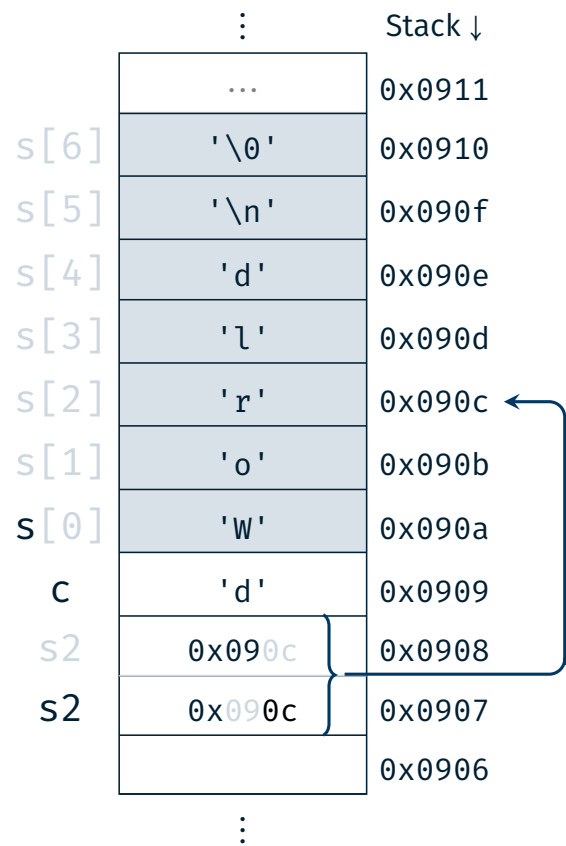 ⋮ Stack ↓
... 0x0911
s[6] '\0' 0x0910
s[5] '\n' 0x090f
s[4] 'd' 0x090e
s[3] 'l' 0x090d
s[2] 'r' 0x090c
s[1] 'o' 0x090b
s[0] 'W' 0x090a
c 'd' 0x0909
s2 0x090c 0x0908
s2 0x090c 0x0907
0x0906
⋮